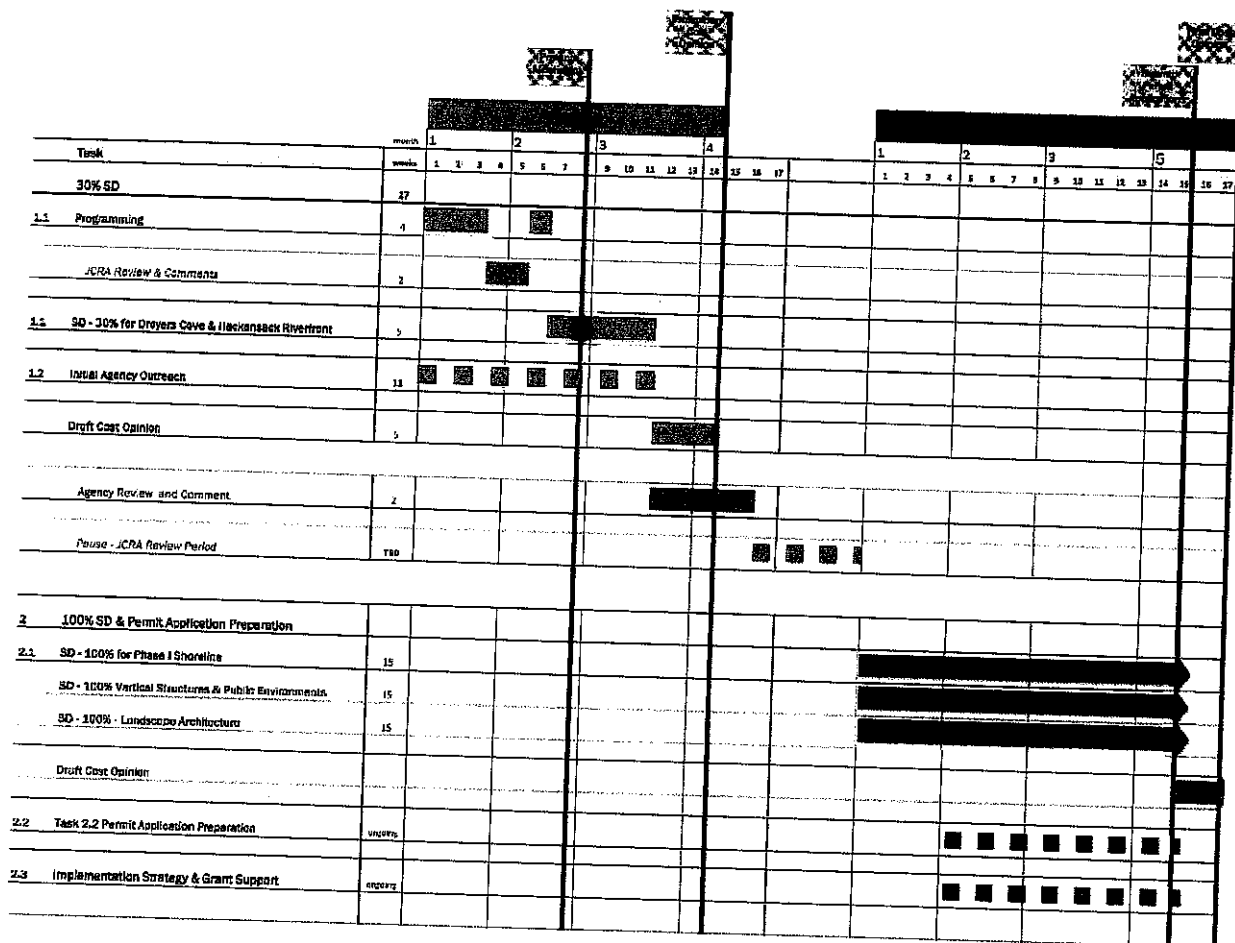 month 1 2 3 4 1 2 3 5
Task weeks 1 2 3 4 5 6 7 9 10 11 12 13 14 15 16 17 1 2 3 4 5 6 7 8 9 10 11 12 13 14 15 16 17
30% SD 27
1.1 Programming 4
JCRA Review & Comments 2
1.1 SD - 30% for Droyers Cove & Hackensack Riverfront 5
1.2 Initial Agency Outreach 11
Draft Cost Opinion 5
Agency Review and Comment 2
Pause - JCRA Review Period TBD
2 100% SD & Permit Application Preparation
2.1 SD - 100% for Phase I Shoreline 15
SD - 100% Vertical Structures & Public Environments 15
SD - 100% - Landscape Architecture 15
Draft Cost Opinion
2.2 Task 2.2 Permit Application Preparation ongoing
2.3 Implementation Strategy & Grant Support ongoing